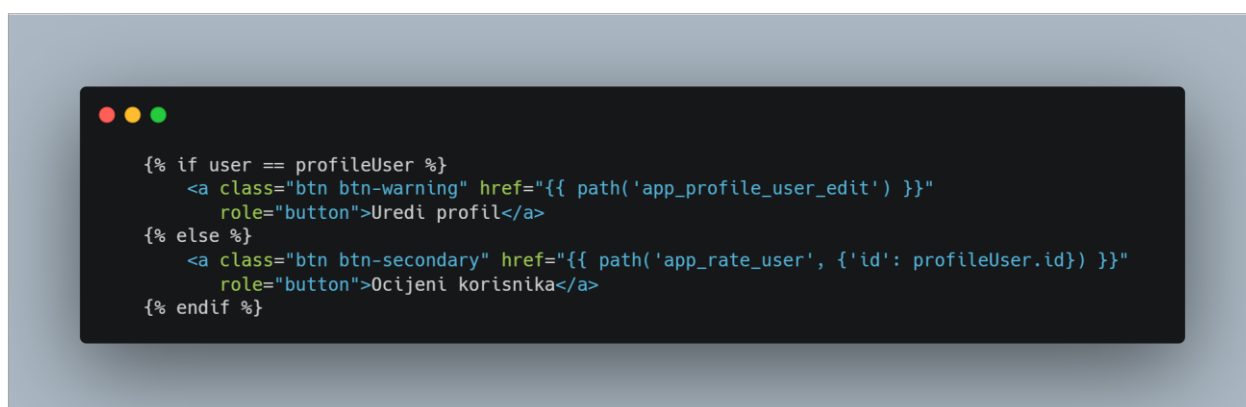 {% if user == profileUser %}
<a class="btn btn-warning" href="{{ path('app_profile_user_edit') }}"
role="button">Uredi profil</a>
{% else %}
<a class="btn btn-secondary" href="{{ path('app_rate_user', {'id': profileUser.id}) }}"
role="button">Ocijeni korisnika</a>
{% endif %}